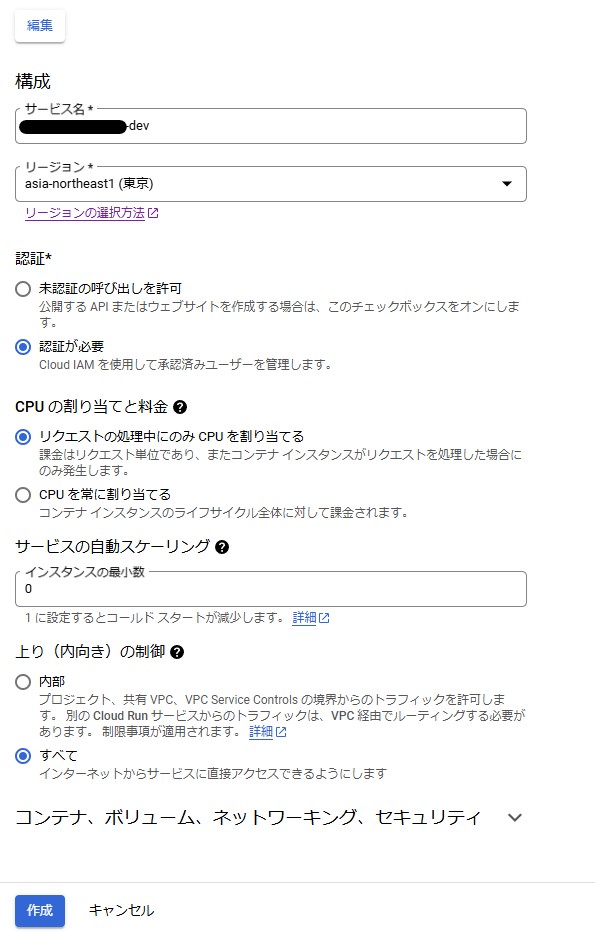 編集
構成
サービス名 *
-dev
リージョン *
asia-northeast1 (東京)
リージョンの選択方法
認証*
未認証の呼び出しを許可
公開する API またはウェブサイトを作成する場合は、このチェックボックスをオンにしま
す。
認証が必要
Cloud IAM を使用して承認済みユーザーを管理します。
CPU の割り当てと料金
リクエストの処理中にのみ CPU を割り当てる
課金はリクエスト単位であり、またコンテナ インスタンスがリクエストを処理した場合に
のみ発生します。
CPU を常に割り当てる
コンテナ インスタンスのライフサイクル全体に対して課金されます。
サービスの自動スケーリング
インスタンスの最小数
0
1 に設定するとコールド スタートが減少します。 詳細
上り（内向き）の制御
内部
プロジェクト、共有 VPC、VPC Service Controls の境界からのトラフィックを許可しま
す。 別の Cloud Run サービスからのトラフィックは、VPC 経由でルーティングする必要が
あります。 制限事項が適用されます。 詳細
すべて
インターネットからサービスに直接アクセスできるようにします
コンテナ、ボリューム、ネットワーキング、セキュリティ
作成
キャンセル